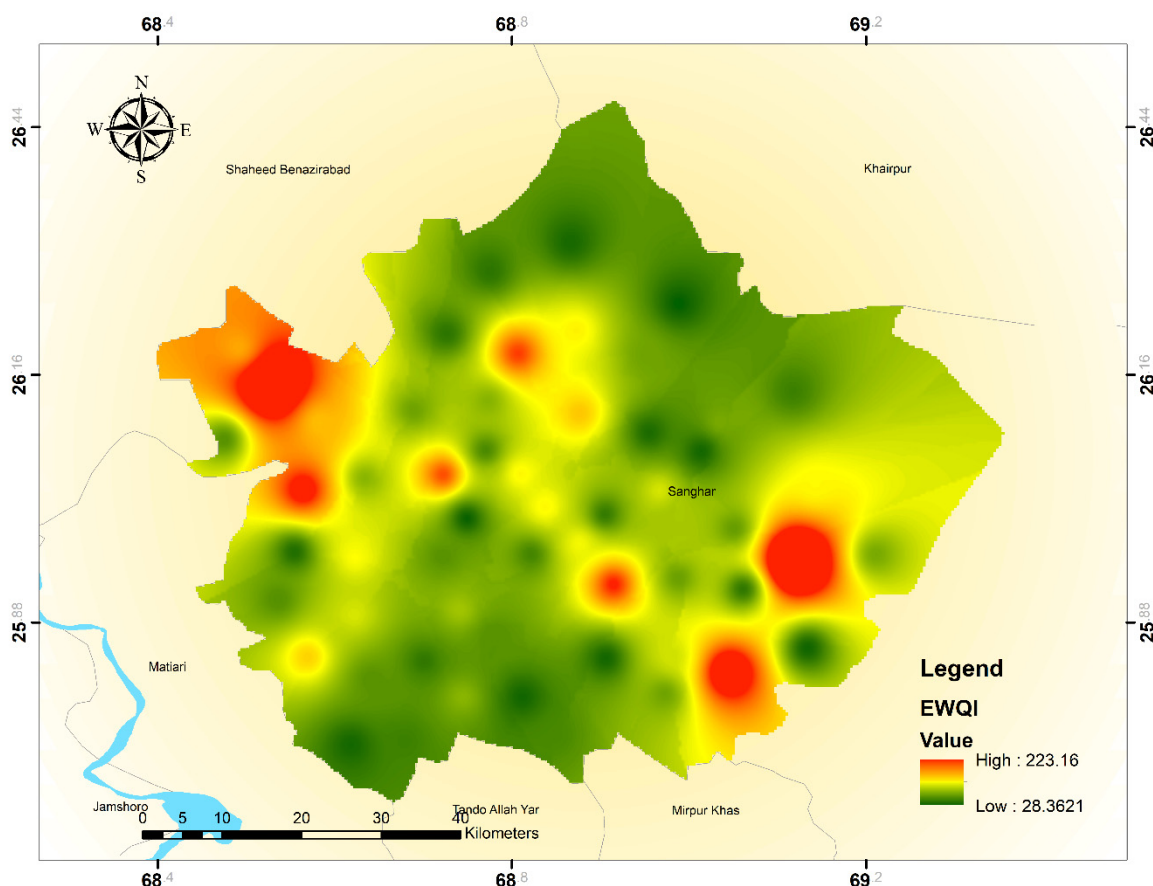 68.4 68.8 69.2
26.44 26.44
N
W E
S
Shaheed Benazirabad Khairpur
26.16 26.16
Sanghar
25.88 25.88
Matiari
Legend
EWQI
Value
High : 223.16
Low : 28.3621
Jamshoro Tando Allah Yar Mirpur Khas
0 5 10 20 30 40
Kilometers
68.4 68.8 69.2